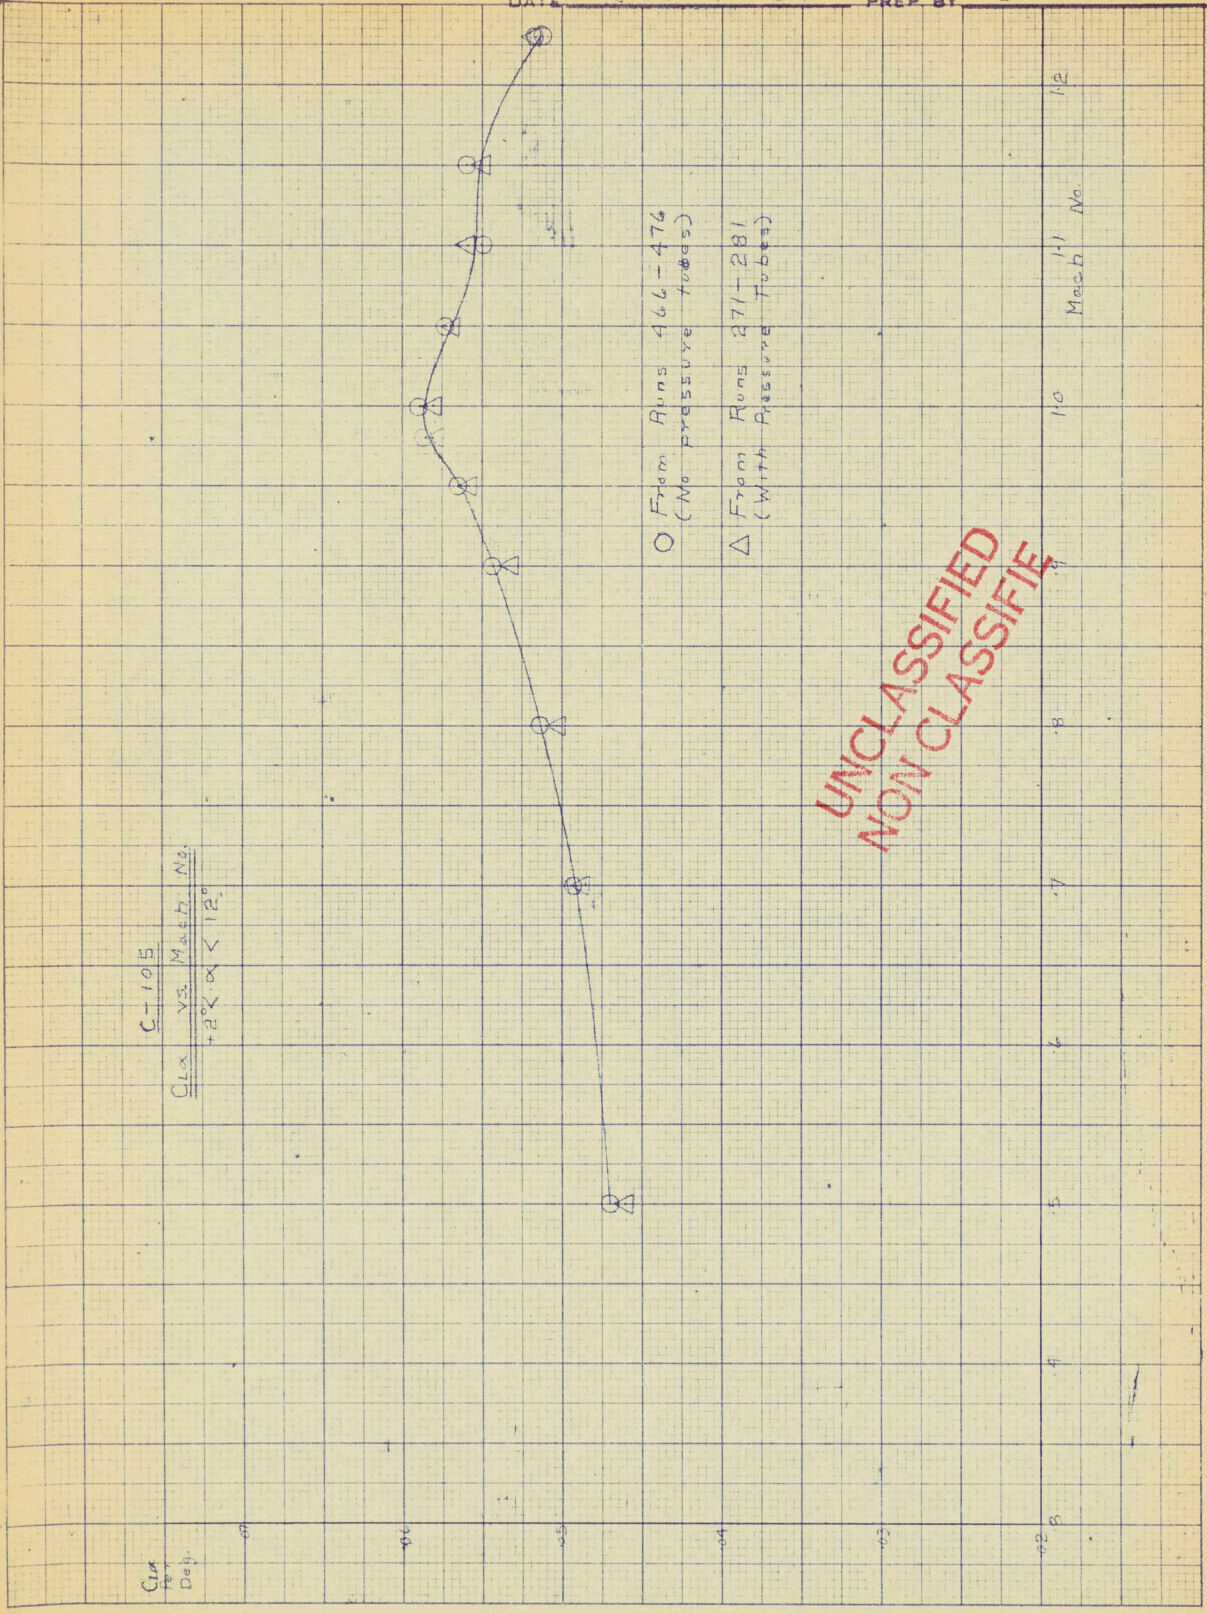 DATE
PREP. BY
C-105
CLα vs. Mach No.
+2° < α < 12°
CLα
Per
Deg.
.07
.06
.05
.04
.03
.02
○ From Runs 466-476
(No pressure tubes)
△ From Runs 271-281
(With Pressure Tubes)
UNCLASSIFIED
NON CLASSIFIE
.3
.4
.5
.6
.7
.8
.9
1.0
1.1
1.2
Mach No.